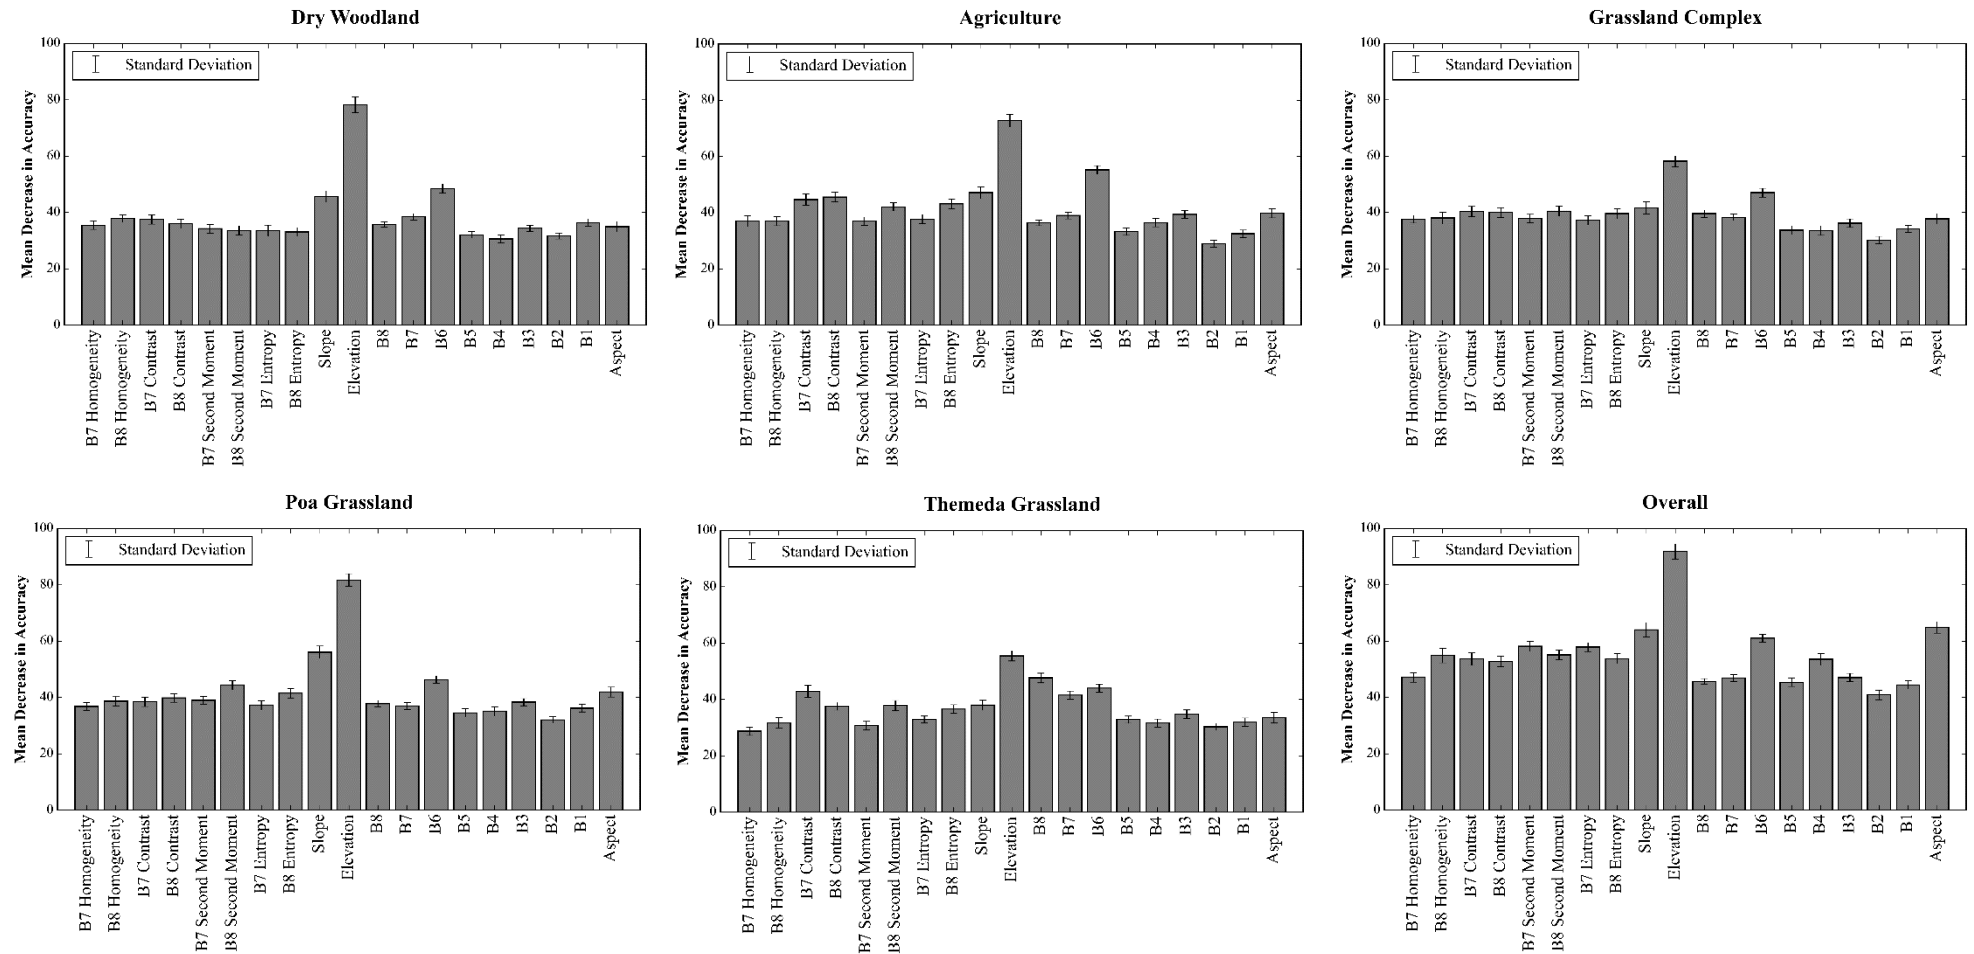 Dry Woodland
Mean Decrease in Accuracy
100
80
60
40
20
0
Standard Deviation
B7 Homogeneity
B8 Homogeneity
B7 Contrast
B8 Contrast
B7 Second Moment
B8 Second Moment
B7 Entropy
B8 Entropy
Slope
Elevation
B8
B7
B6
B5
B4
B3
B2
B1
Aspect
Agriculture
Mean Decrease in Accuracy
100
80
60
40
20
0
Standard Deviation
B7 Homogeneity
B8 Homogeneity
B7 Contrast
B8 Contrast
B7 Second Moment
B8 Second Moment
B7 Entropy
B8 Entropy
Slope
Elevation
B8
B7
B6
B5
B4
B3
B2
B1
Aspect
Grassland Complex
Mean Decrease in Accuracy
100
80
60
40
20
0
Standard Deviation
B7 Homogeneity
B8 Homogeneity
B7 Contrast
B8 Contrast
B7 Second Moment
B8 Second Moment
B7 Entropy
B8 Entropy
Slope
Elevation
B8
B7
B6
B5
B4
B3
B2
B1
Aspect
Poa Grassland
Mean Decrease in Accuracy
100
80
60
40
20
0
Standard Deviation
B7 Homogeneity
B8 Homogeneity
B7 Contrast
B8 Contrast
B7 Second Moment
B8 Second Moment
B7 Entropy
B8 Entropy
Slope
Elevation
B8
B7
B6
B5
B4
B3
B2
B1
Aspect
Themeda Grassland
Mean Decrease in Accuracy
100
80
60
40
20
0
Standard Deviation
B7 Homogeneity
B8 Homogeneity
B7 Contrast
B8 Contrast
B7 Second Moment
B8 Second Moment
B7 Entropy
B8 Entropy
Slope
Elevation
B8
B7
B6
B5
B4
B3
B2
B1
Aspect
Overall
Mean Decrease in Accuracy
100
80
60
40
20
0
Standard Deviation
B7 Homogeneity
B8 Homogeneity
B7 Contrast
B8 Contrast
B7 Second Moment
B8 Second Moment
B7 Entropy
B8 Entropy
Slope
Elevation
B8
B7
B6
B5
B4
B3
B2
B1
Aspect